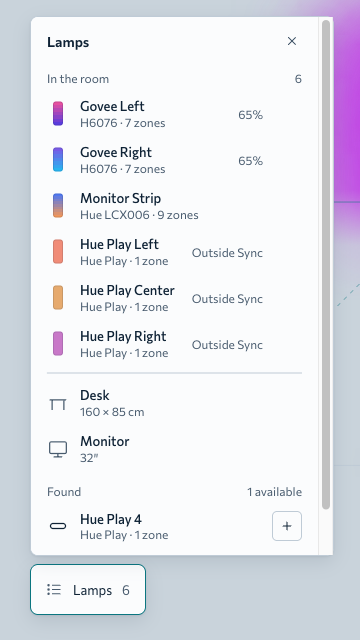 Lamps
In the room 6
Govee Left
H6076 · 7 zones 65%
Govee Right
H6076 · 7 zones 65%
Monitor Strip
Hue LCX006 · 9 zones
Hue Play Left
Hue Play · 1 zone Outside Sync
Hue Play Center
Hue Play · 1 zone Outside Sync
Hue Play Right
Hue Play · 1 zone Outside Sync
Desk
160 × 85 cm
Monitor
32″
Found 1 available
Hue Play 4
Hue Play · 1 zone
Lamps 6